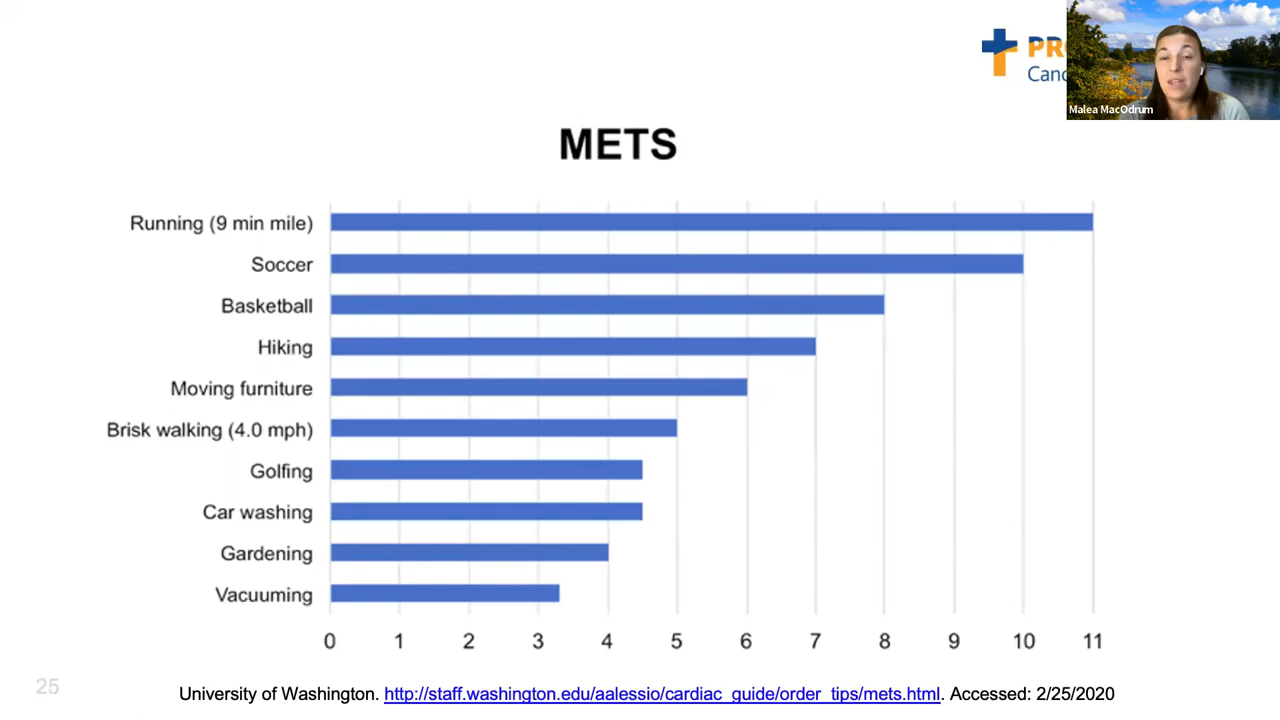 Malea MacOdrum
METS
Running (9 min mile)
Soccer
Basketball
Hiking
Moving furniture
Brisk walking (4.0 mph)
Golfing
Car washing
Gardening
Vacuuming
0 1 2 3 4 5 6 7 8 9 10 11
25
University of Washington. http://staff.washington.edu/aalessio/cardiac_guide/order_tips/mets.html. Accessed: 2/25/2020